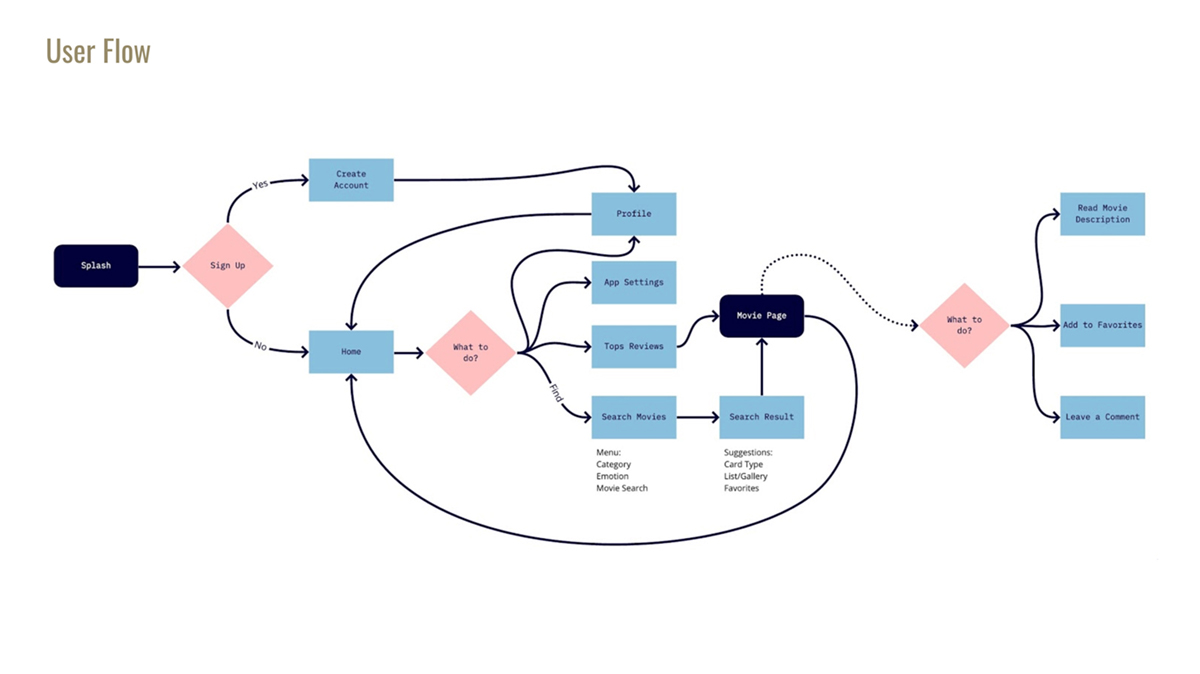 User Flow
Splash
Sign Up
Yes
No
Create
Account
Home
What to
do?
Find
Profile
App Settings
Tops Reviews
Search Movies
Menu:
Category
Emotion
Movie Search
Movie Page
Search Result
Suggestions:
Card Type
List/Gallery
Favorites
What to
do?
Read Movie
Description
Add to Favorites
Leave a Comment